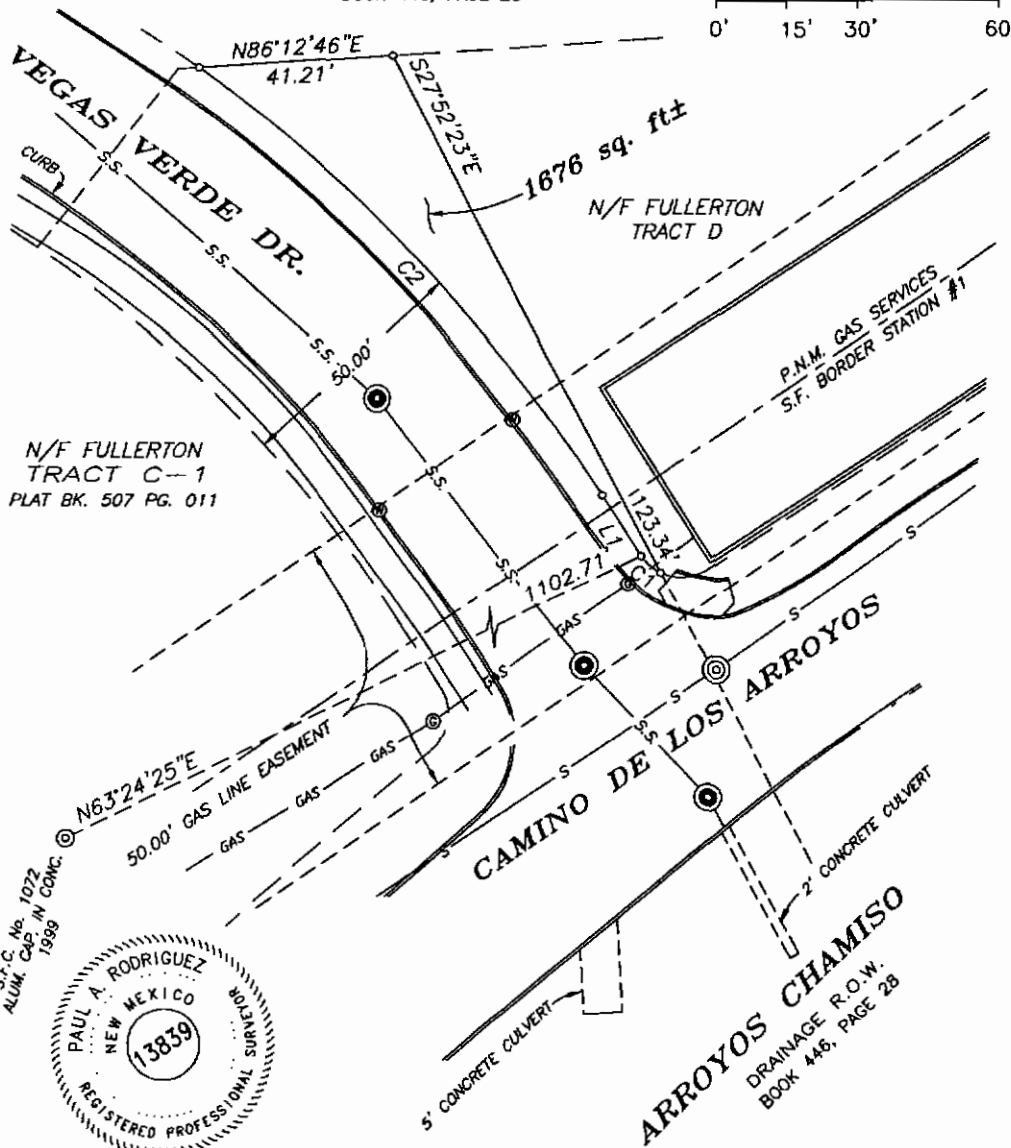 0' 15' 30' 60
N86°12'46"E
41.21'
S27°52'23"E
1676 sq. ft±
VEGAS VERDE DR.
CURB
S.S.
S.S.
S.S.
S.S.
S.S.
S.S.
C2
50.00'
N/F FULLERTON
TRACT D
P.N.M. GAS SERVICES
S.F. BORDER STATION #1
N/F FULLERTON
TRACT C-1
PLAT BK. 507 PG. 011
L1
123.34'
C1
1102.71
GAS
GAS
GAS
GAS
GAS
GAS
S
S
S
S
N63°24'25"E
50.00' GAS LINE EASEMENT
CAMINO DE LOS ARROYOS
No. 1072
ALUM. CAP. IN CONC.
1999
2' CONCRETE CULVERT
5' CONCRETE CULVERT
ARROYOS CHAMISO
DRAINAGE R.O.W.
BOOK 446, PAGE 28
PAUL A. RODRIGUEZ
NEW MEXICO
13839
REGISTERED PROFESSIONAL SURVEYOR